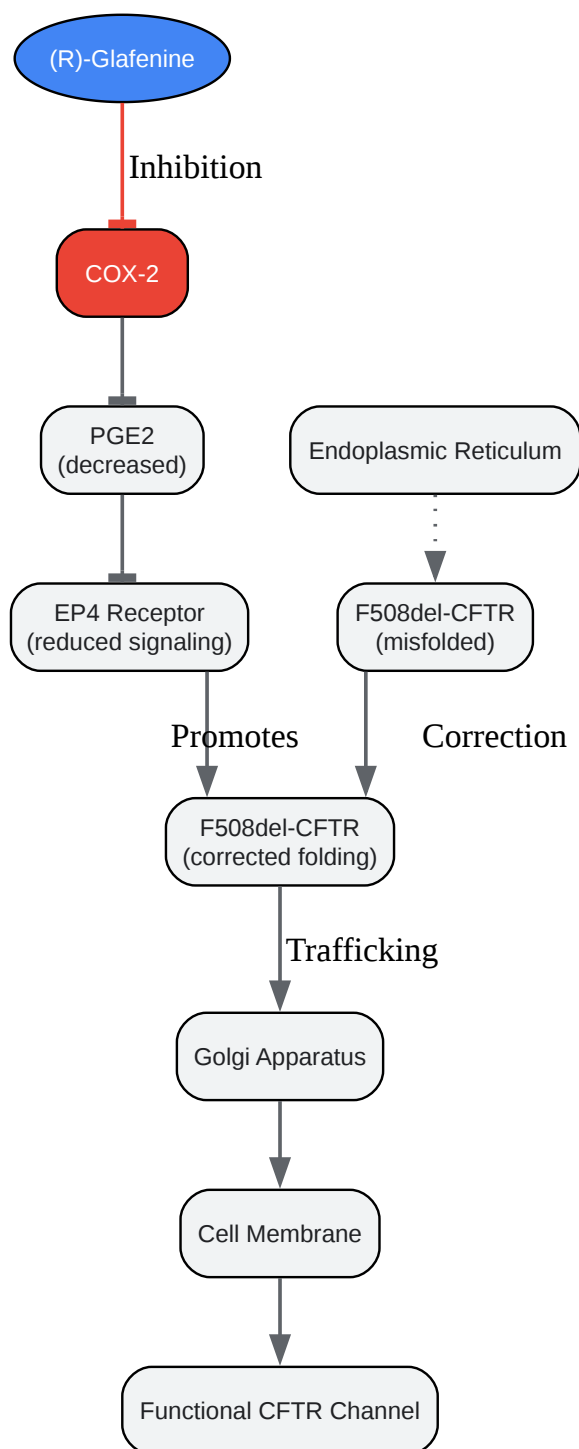 (R)-Glafenine
Inhibition
COX-2
PGE2
(decreased)
Endoplasmic Reticulum
EP4 Receptor
(reduced signaling)
F508del-CFTR
(misfolded)
Promotes
Correction
F508del-CFTR
(corrected folding)
Trafficking
Golgi Apparatus
Cell Membrane
Functional CFTR Channel